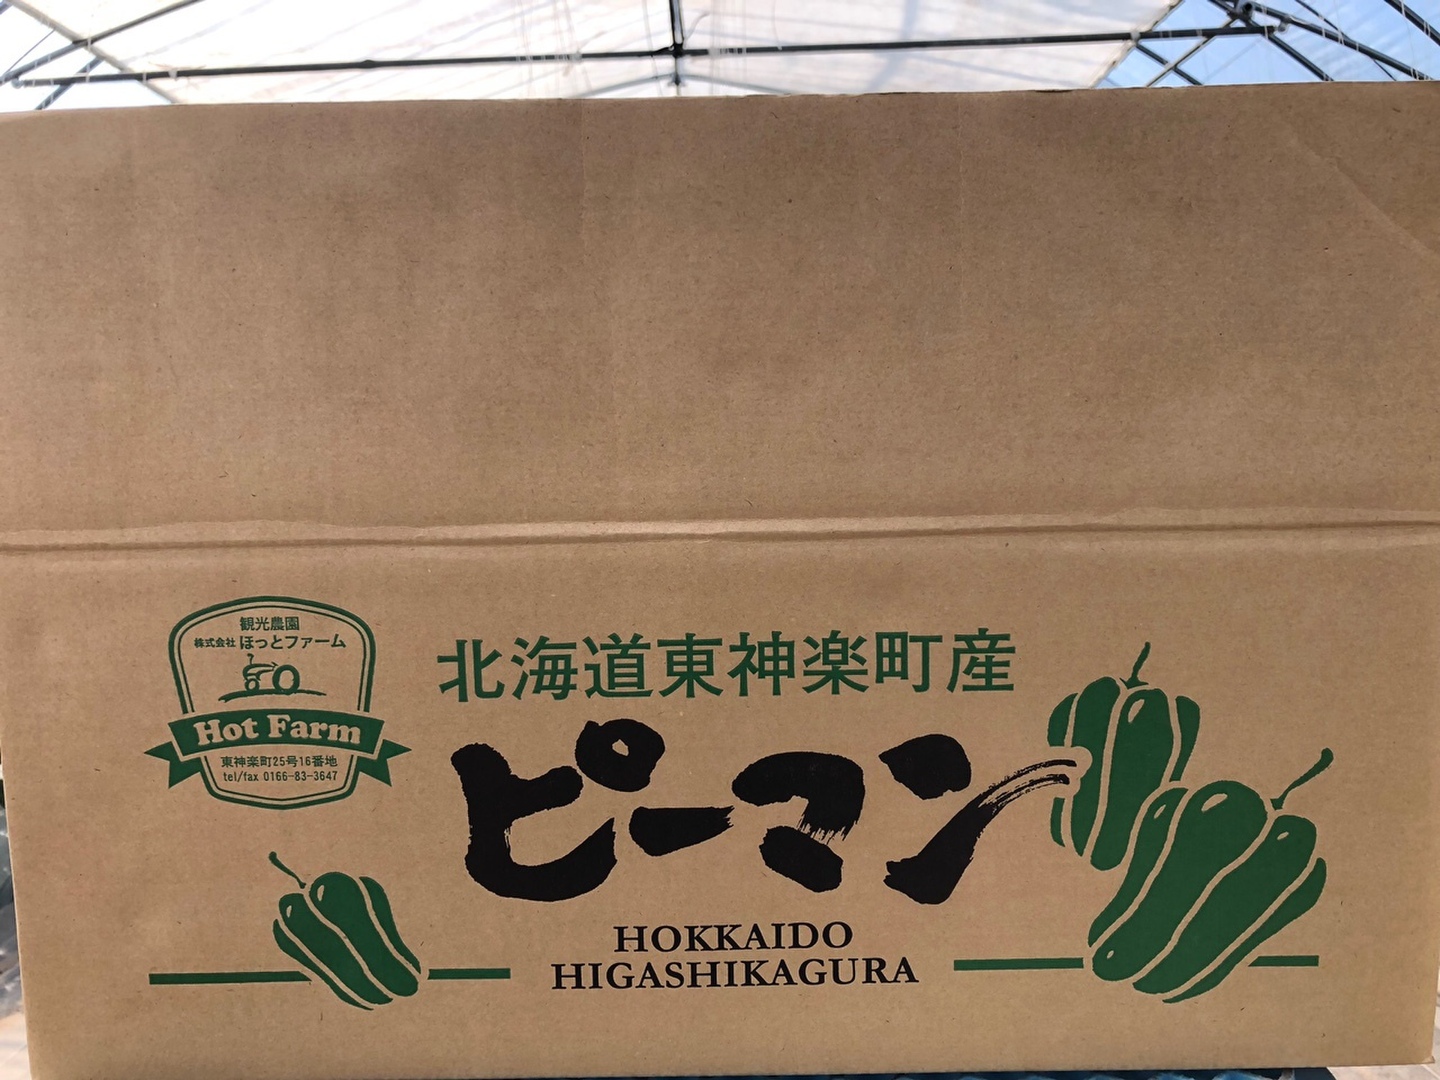 観光農園
株式会社 ほっとファーム
Hot Farm
東神楽町25号16番地
tel/fax 0166-83-3647
北海道東神楽町産
ピーマン
HOKKAIDO
HIGASHIKAGURA